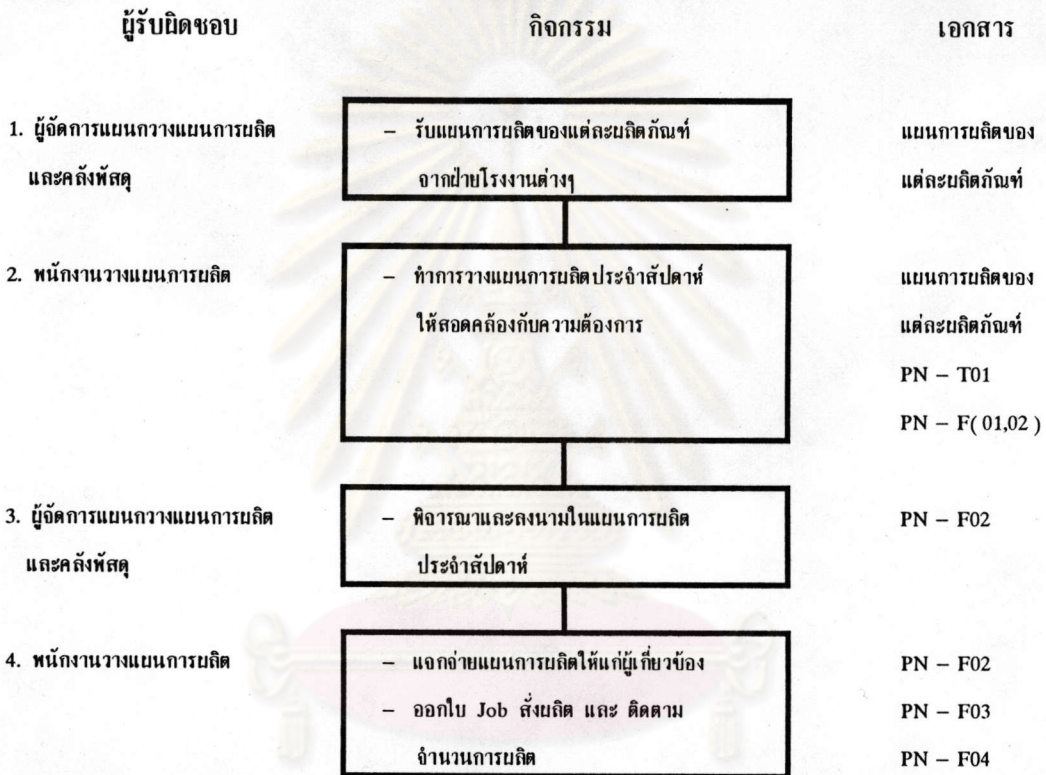 ผู้รับผิดชอบ กิจกรรม เอกสาร
1. ผู้จัดการแผนกวางแผนการผลิต – รับแผนการผลิตของแต่ละผลิตภัณฑ์ แผนการผลิตของ
และคลังพัสดุ จากฝ่ายโรงงานต่างๆ แต่ละผลิตภัณฑ์
2. พนักงานวางแผนการผลิต – ทำการวางแผนการผลิตประจำสัปดาห์ แผนการผลิตของ
ให้สอดคล้องกับความต้องการ แต่ละผลิตภัณฑ์
PN – T01
PN – F( 01,02 )
3. ผู้จัดการแผนกวางแผนการผลิต – พิจารณาและลงนามในแผนการผลิต PN – F02
และคลังพัสดุ ประจำสัปดาห์
4. พนักงานวางแผนการผลิต – แจกจ่ายแผนการผลิตให้แก่ผู้เกี่ยวข้อง PN – F02
– ออกใบ Job สั่งผลิต และ ติดตาม PN – F03
จำนวนการผลิต PN – F04